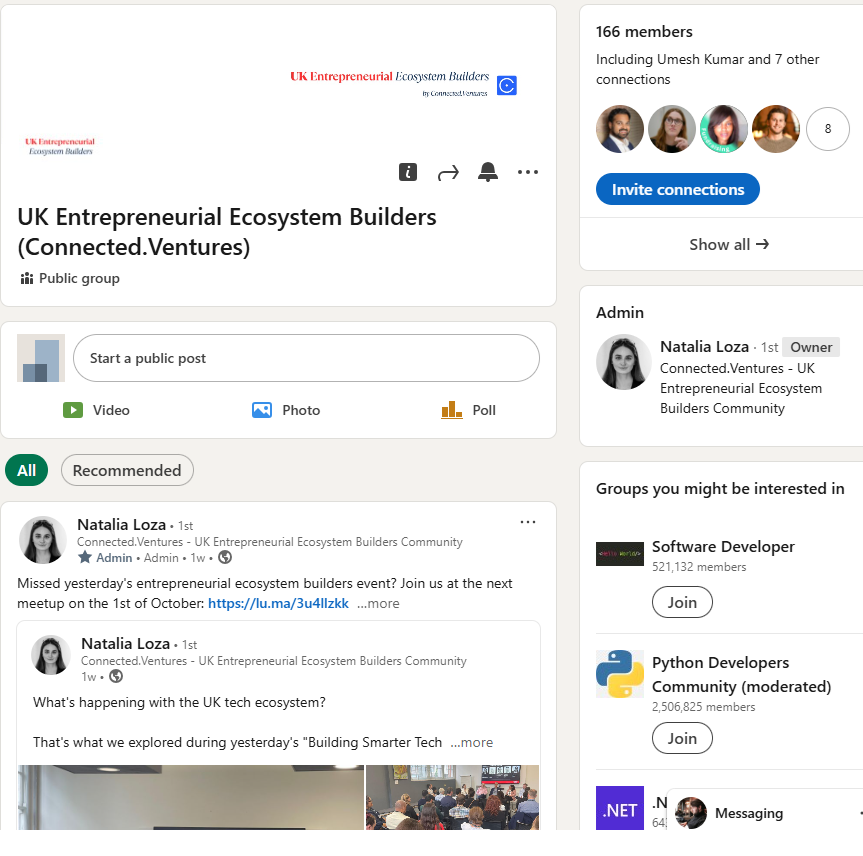 UK Entrepreneurial Ecosystem Builders
by Connected.Ventures
UK Entrepreneurial
Ecosystem Builders
UK Entrepreneurial Ecosystem Builders
(Connected.Ventures)
Public group
Start a public post
Video
Photo
Poll
All
Recommended
Natalia Loza • 1st
Connected.Ventures - UK Entrepreneurial Ecosystem Builders Community
Admin • Admin • 1w •
Missed yesterday's entrepreneurial ecosystem builders event? Join us at the next
meetup on the 1st of October: https://lu.ma/3u4llzkk …more
Natalia Loza • 1st
Connected.Ventures - UK Entrepreneurial Ecosystem Builders Community
1w •
What's happening with the UK tech ecosystem?
That's what we explored during yesterday's "Building Smarter Tech …more
166 members
Including Umesh Kumar and 7 other
connections
8
Invite connections
Show all →
Admin
Natalia Loza · 1st Owner
Connected.Ventures - UK
Entrepreneurial Ecosystem
Builders Community
Groups you might be interested in
Software Developer
521,132 members
Join
Python Developers
Community (moderated)
2,506,825 members
Join
.NET
.N
Messaging